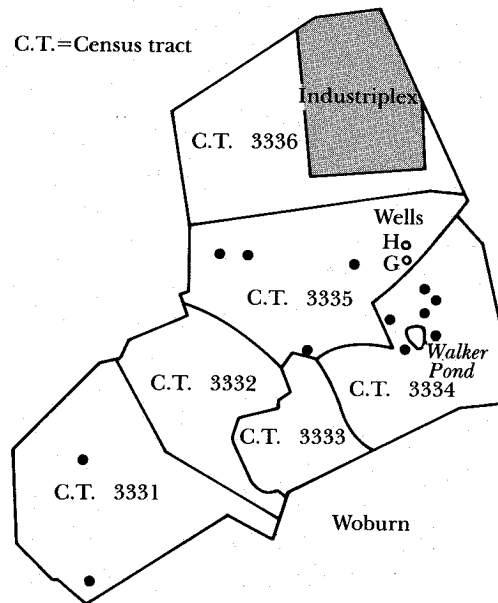 C.T.=Census tract
Industriplex
C.T. 3336
Wells
H
G
C.T. 3335
Walker
Pond
C.T. 3332
C.T. 3334
C.T. 3333
C.T. 3331
Woburn